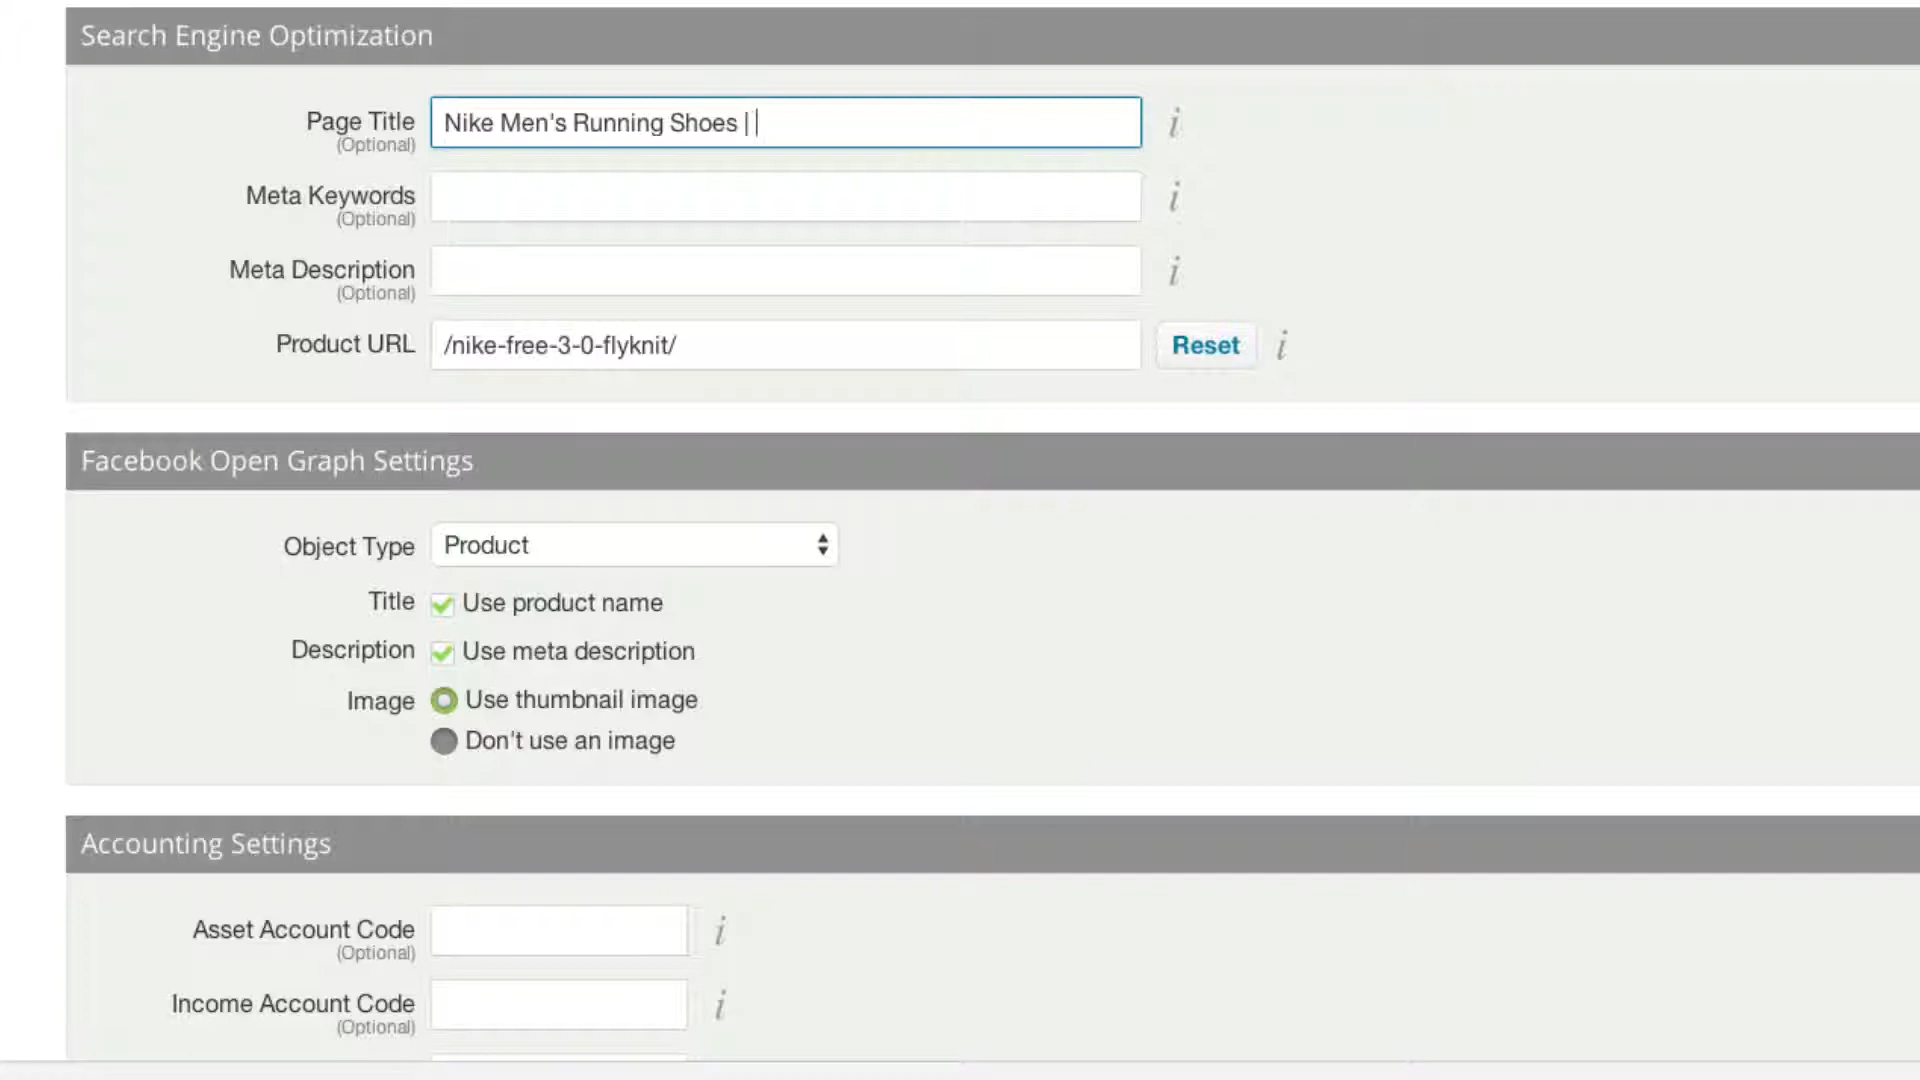 Search Engine Optimization
Page Title
Nike Men's Running Shoes |
i
(Optional)
Meta Keywords
i
(Optional)
Meta Description
i
(Optional)
Product URL
/nike-free-3-0-flyknit/
Reset
i
Facebook Open Graph Settings
Object Type
Product
Title
Use product name
Description
Use meta description
Image
Use thumbnail image
Don't use an image
Accounting Settings
Asset Account Code
i
(Optional)
Income Account Code
i
(Optional)